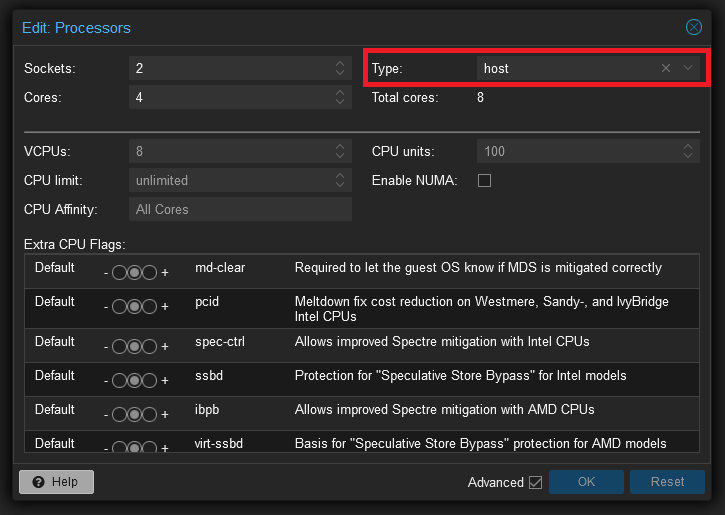 Edit: Processors
Sockets: 2 Type: host
Cores: 4 Total cores: 8
VCPUs: 8 CPU units: 100
CPU limit: unlimited Enable NUMA:
CPU Affinity: All Cores
Extra CPU Flags:
Default - + md-clear Required to let the guest OS know if MDS is mitigated correctly
Default - + pcid Meltdown fix cost reduction on Westmere, Sandy-, and IvyBridge
Intel CPUs
Default - + spec-ctrl Allows improved Spectre mitigation with Intel CPUs
Default - + ssbd Protection for "Speculative Store Bypass" for Intel models
Default - + ibpb Allows improved Spectre mitigation with AMD CPUs
Default - + virt-ssbd Basis for "Speculative Store Bypass" protection for AMD models
? Help Advanced OK Reset